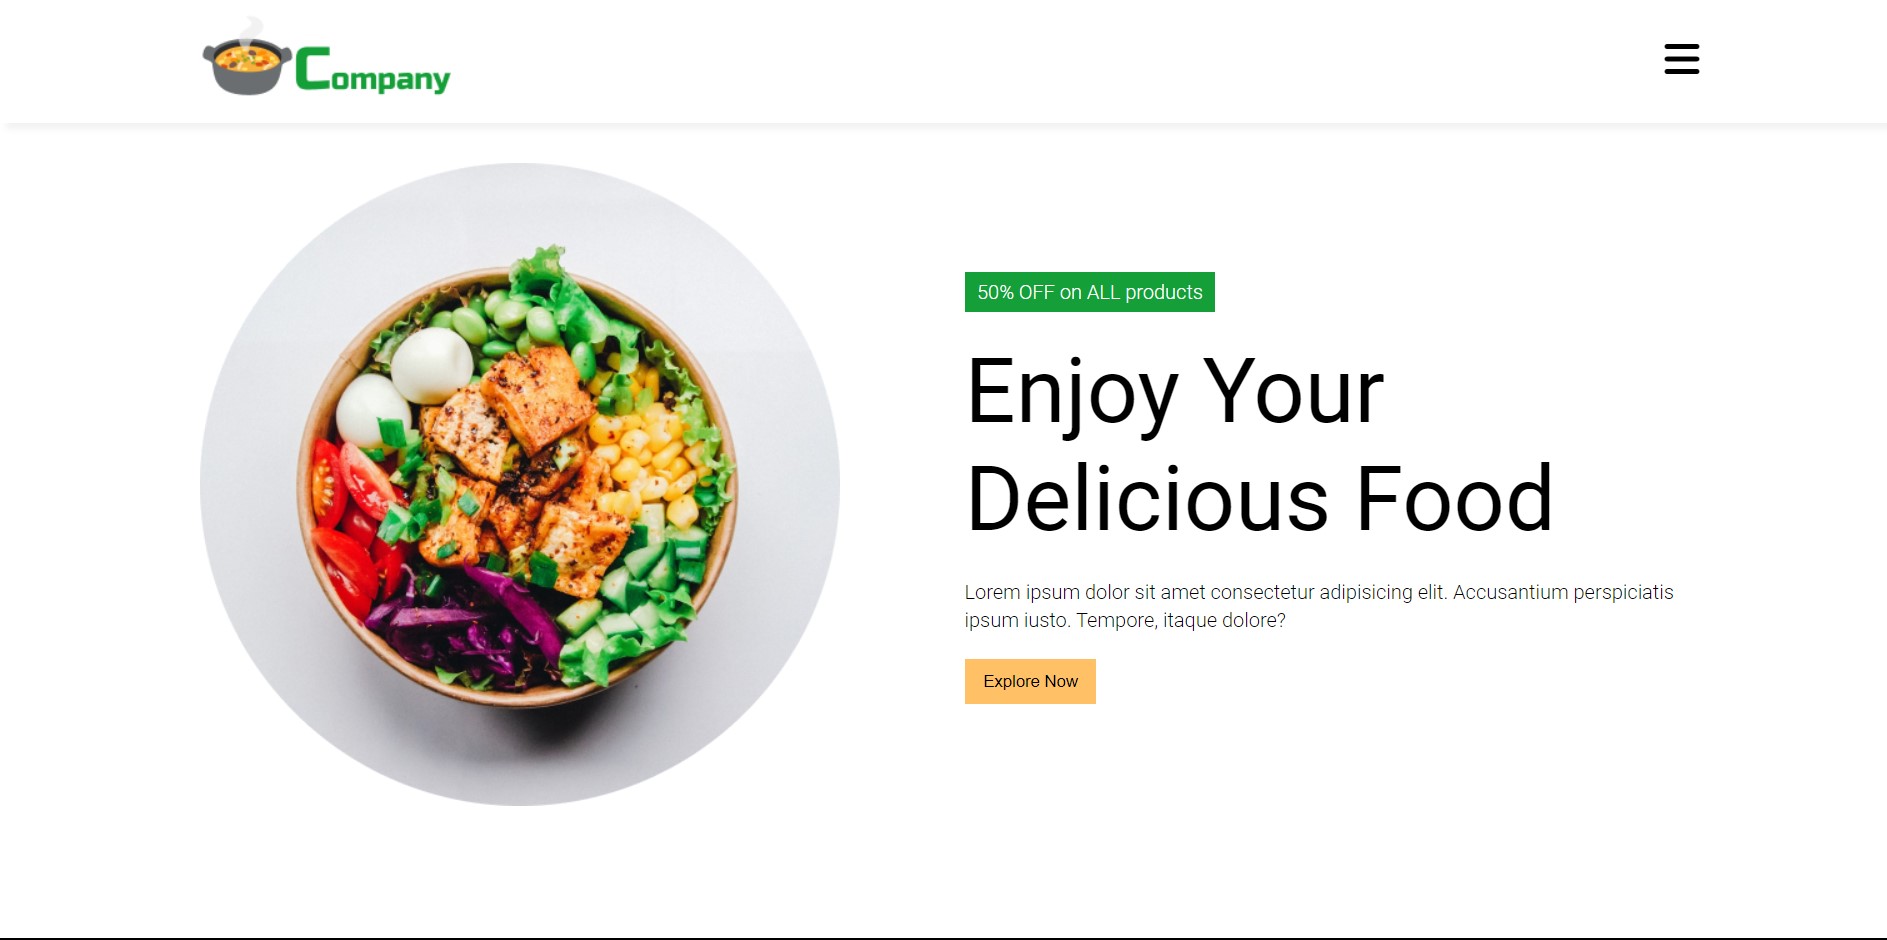 Company
50% OFF on ALL products
Enjoy Your
Delicious Food
Lorem ipsum dolor sit amet consectetur adipisicing elit. Accusantium perspiciatis
ipsum iusto. Tempore, itaque dolore?
Explore Now